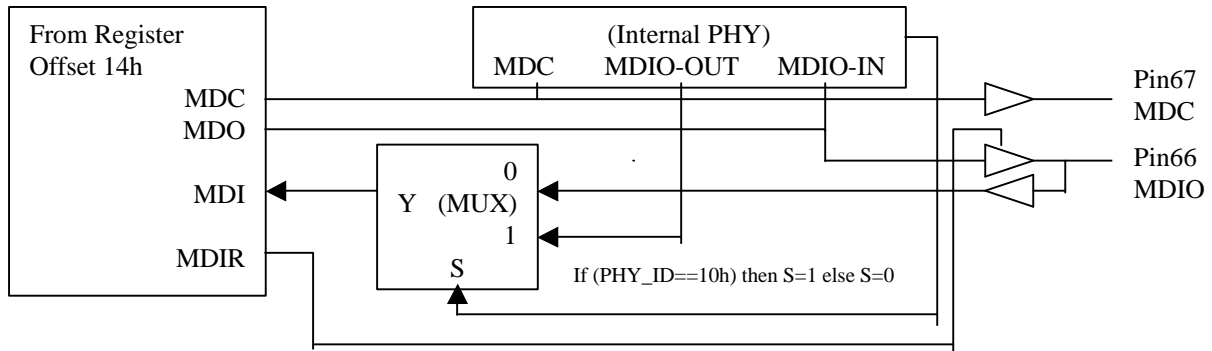 From Register
Offset 14h
MDC
MDO
MDI
MDIR
(Internal PHY)
MDC MDIO-OUT MDIO-IN
0
Y (MUX)
1
S
If (PHY_ID==10h) then S=1 else S=0
Pin67
MDC
Pin66
MDIO